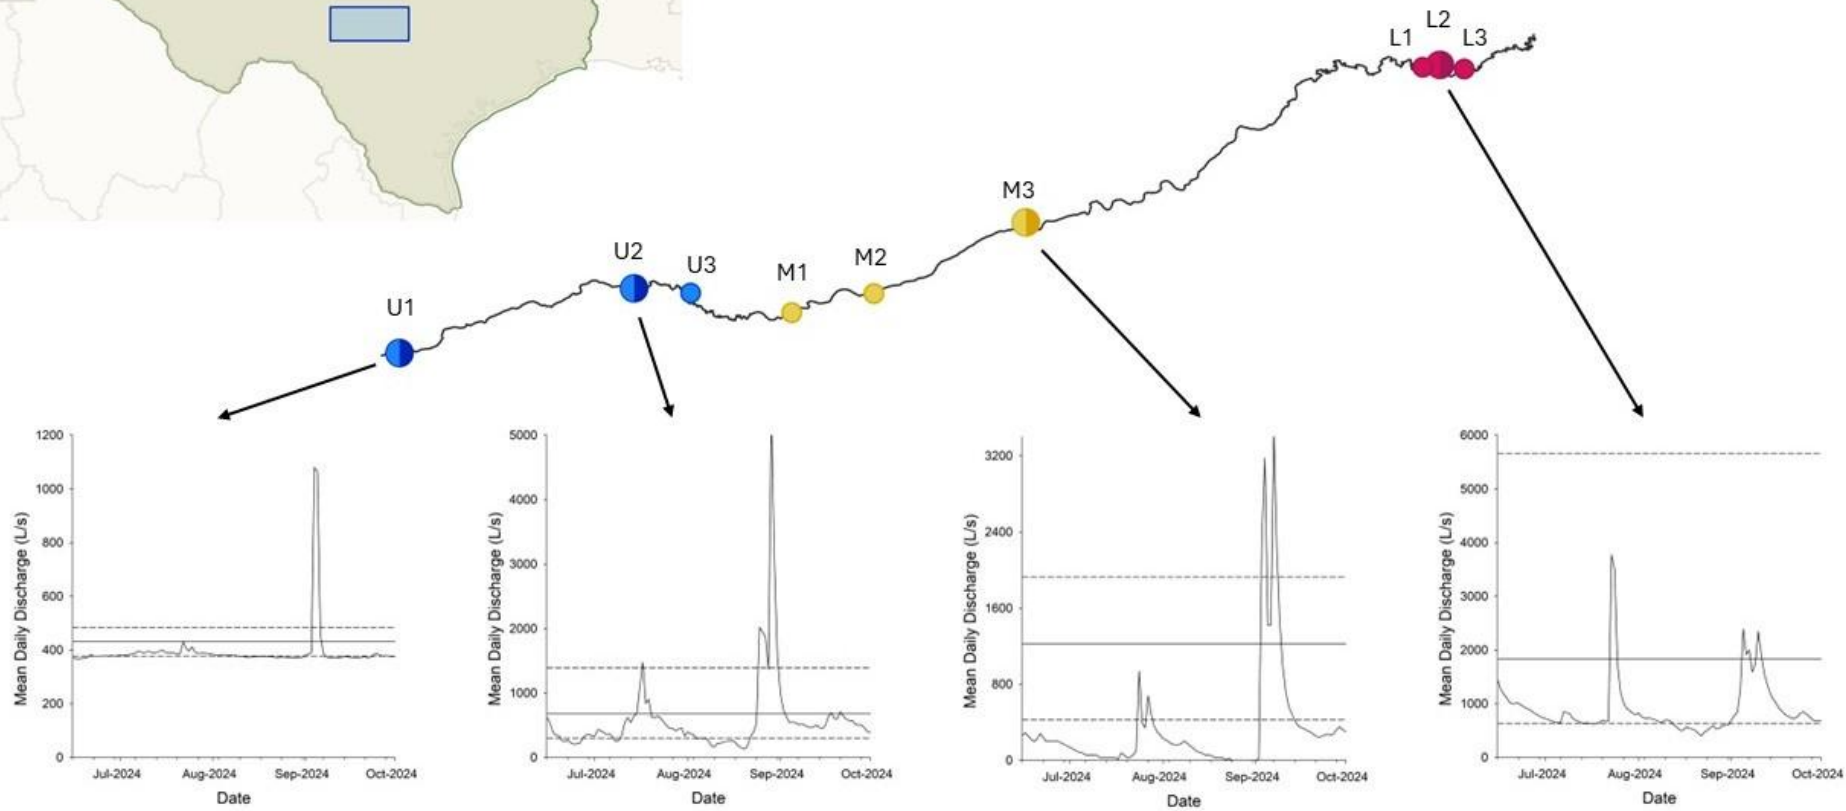 L2
L1
L3
M3
U2
U3
M1
M2
U1
1200
1000
800
600
400
200
0
Mean Daily Discharge (L/s)
Jul-2024 Aug-2024 Sep-2024 Oct-2024
Date
5000
4000
3000
2000
1000
0
Mean Daily Discharge (L/s)
Jul-2024 Aug-2024 Sep-2024 Oct-2024
Date
3200
2400
1600
800
0
Mean Daily Discharge (L/s)
Jul-2024 Aug-2024 Sep-2024 Oct-2024
Date
6000
5000
4000
3000
2000
1000
0
Mean Daily Discharge (L/s)
Jul-2024 Aug-2024 Sep-2024 Oct-2024
Date